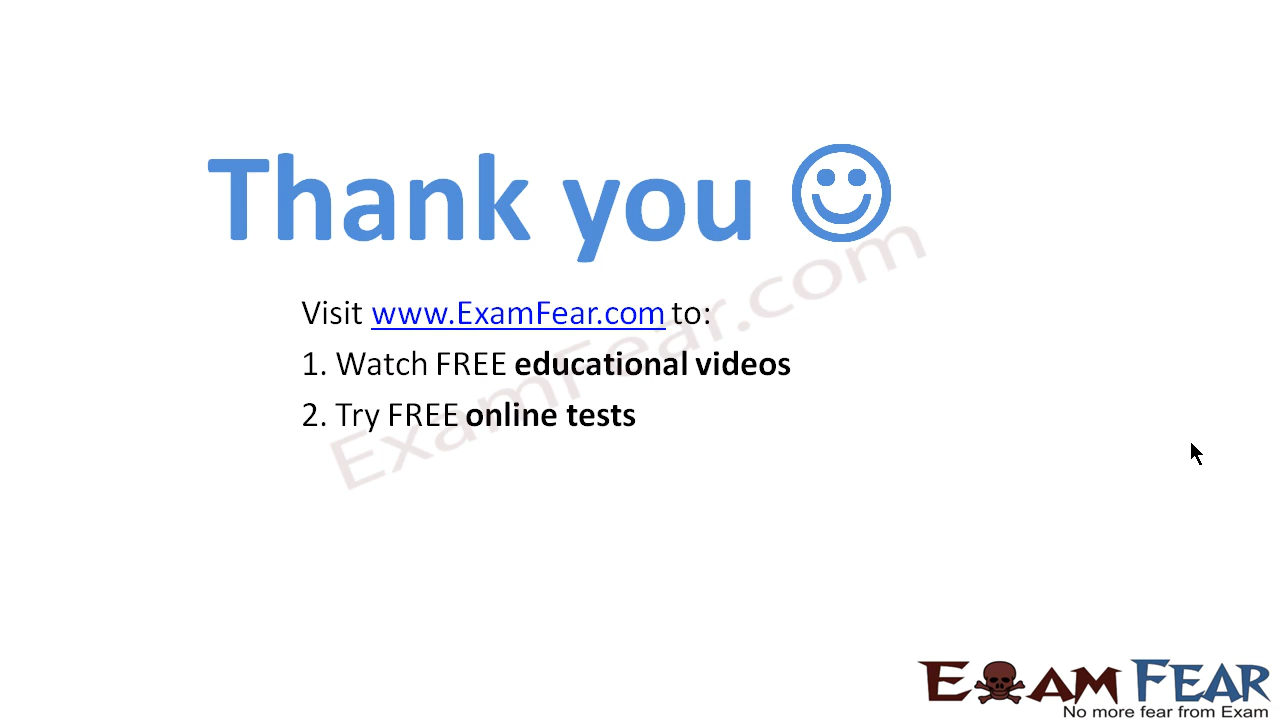 Thank you
Visit www.ExamFear.com to:
1. Watch FREE educational videos
2. Try FREE online tests
ExamFear.com
EXAM FEAR
No more fear from Exam